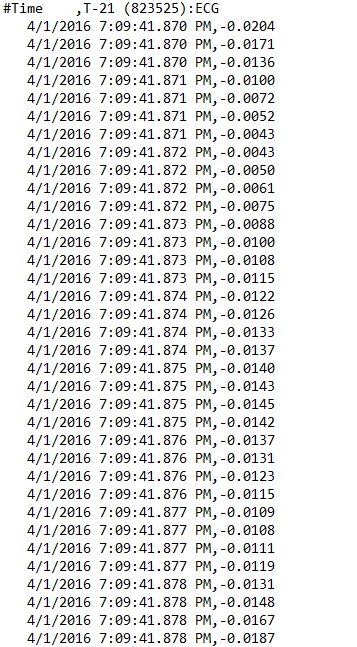 #Time    ,T-21 (823525):ECG
4/1/2016 7:09:41.870 PM,-0.0204
4/1/2016 7:09:41.870 PM,-0.0171
4/1/2016 7:09:41.870 PM,-0.0136
4/1/2016 7:09:41.871 PM,-0.0100
4/1/2016 7:09:41.871 PM,-0.0072
4/1/2016 7:09:41.871 PM,-0.0052
4/1/2016 7:09:41.871 PM,-0.0043
4/1/2016 7:09:41.872 PM,-0.0043
4/1/2016 7:09:41.872 PM,-0.0050
4/1/2016 7:09:41.872 PM,-0.0061
4/1/2016 7:09:41.872 PM,-0.0075
4/1/2016 7:09:41.873 PM,-0.0088
4/1/2016 7:09:41.873 PM,-0.0100
4/1/2016 7:09:41.873 PM,-0.0108
4/1/2016 7:09:41.873 PM,-0.0115
4/1/2016 7:09:41.874 PM,-0.0122
4/1/2016 7:09:41.874 PM,-0.0126
4/1/2016 7:09:41.874 PM,-0.0133
4/1/2016 7:09:41.874 PM,-0.0137
4/1/2016 7:09:41.875 PM,-0.0140
4/1/2016 7:09:41.875 PM,-0.0143
4/1/2016 7:09:41.875 PM,-0.0145
4/1/2016 7:09:41.875 PM,-0.0142
4/1/2016 7:09:41.876 PM,-0.0137
4/1/2016 7:09:41.876 PM,-0.0131
4/1/2016 7:09:41.876 PM,-0.0123
4/1/2016 7:09:41.876 PM,-0.0115
4/1/2016 7:09:41.877 PM,-0.0109
4/1/2016 7:09:41.877 PM,-0.0108
4/1/2016 7:09:41.877 PM,-0.0111
4/1/2016 7:09:41.877 PM,-0.0119
4/1/2016 7:09:41.878 PM,-0.0131
4/1/2016 7:09:41.878 PM,-0.0148
4/1/2016 7:09:41.878 PM,-0.0167
4/1/2016 7:09:41.878 PM,-0.0187